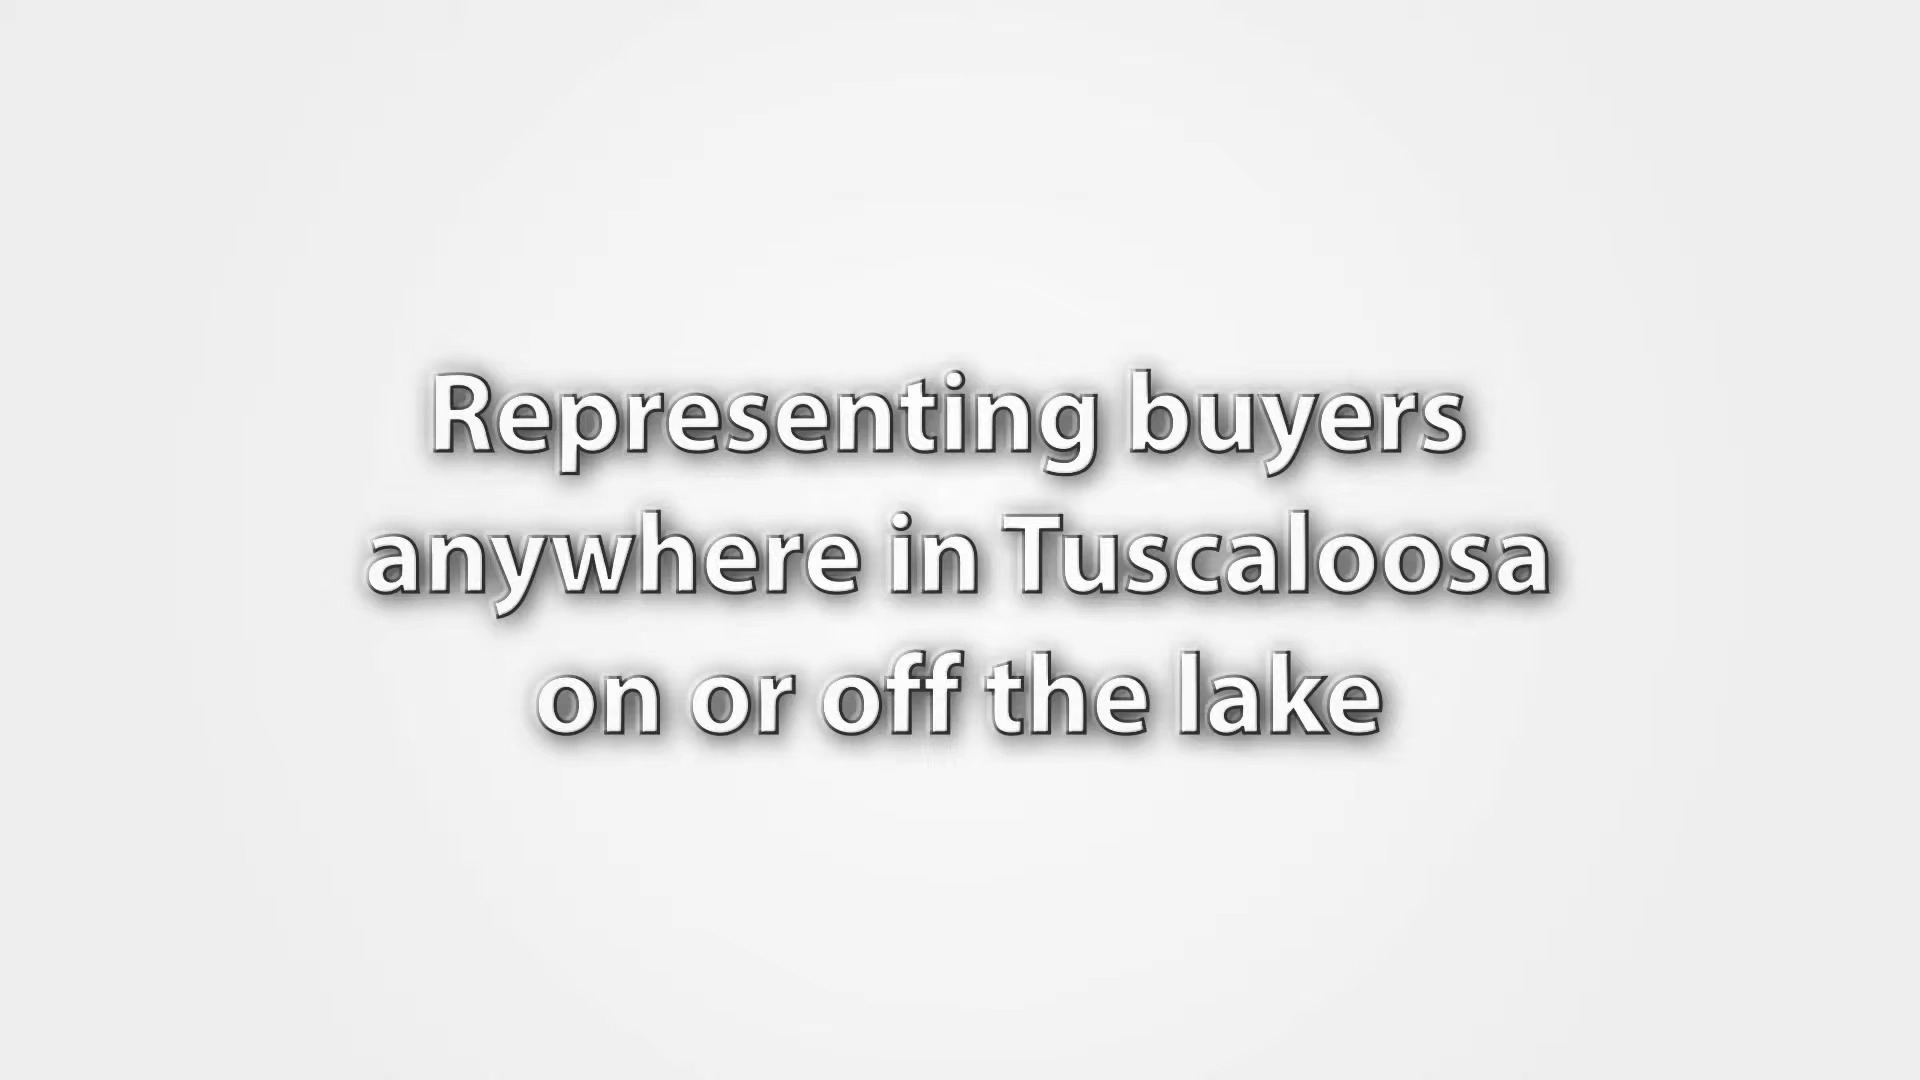 Representing buyers
anywhere in Tuscaloosa
on or off the lake